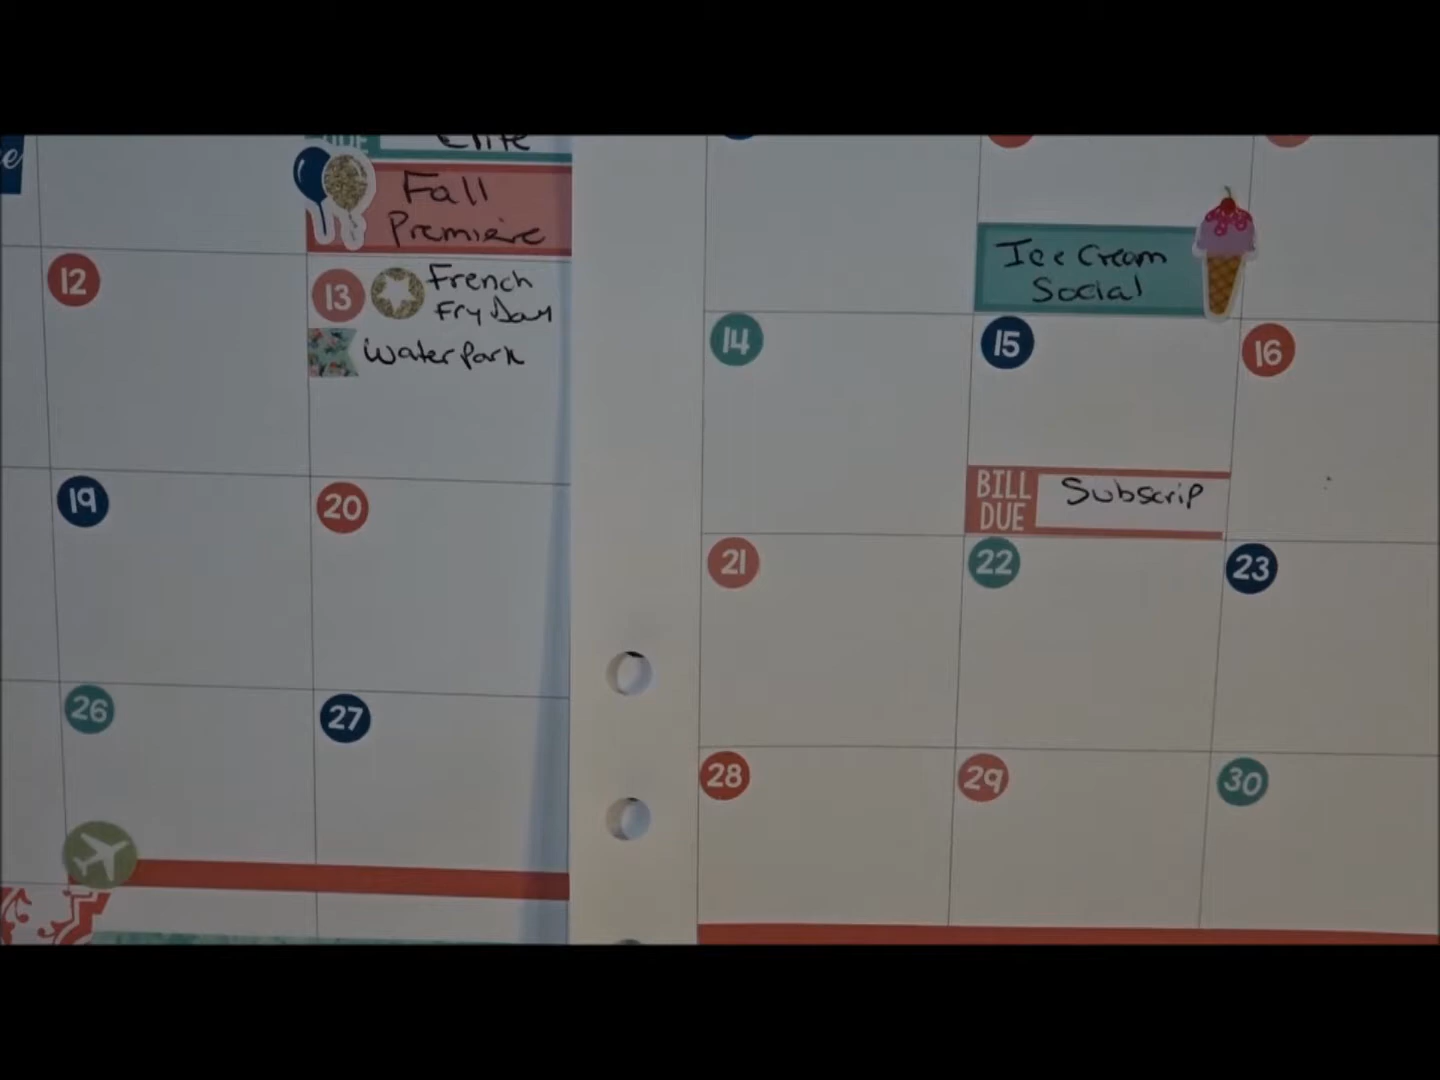 Elite
Fall
Premiere
12
13
French
Fry Day
Waterpark
19
20
26
27
Ice Cream
Social
14
15
16
BILL
DUE
Subscrip
21
22
23
28
29
30